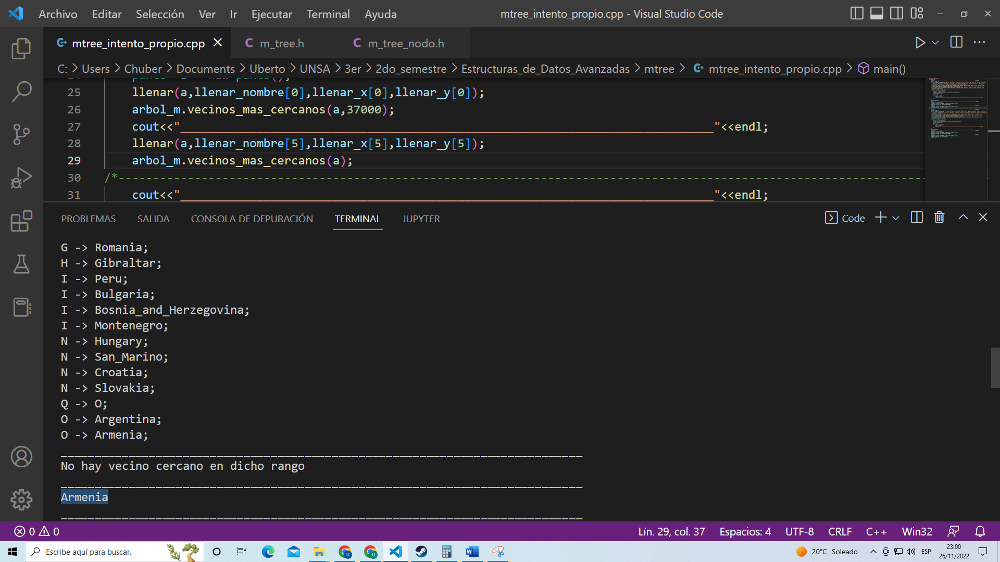 Archivo Editar Selección Ver Ir Ejecutar Terminal Ayuda mtree_intento_propio.cpp - Visual Studio Code
mtree_intento_propio.cpp m_tree.h m_tree_nodo.h
C: > Users > Chuber > Documents > Uberto > UNSA > 3er > 2do_semestre > Estructuras_de_Datos_Avanzadas > mtree > mtree_intento_propio.cpp > main()
25 llenar(a,llenar_nombre[0],llenar_x[0],llenar_y[0]);
26 arbol_m.vecinos_mas_cercanos(a,37000);
27 cout<<"_____________________________________________________________________________"<<endl;
28 llenar(a,llenar_nombre[5],llenar_x[5],llenar_y[5]);
29 arbol_m.vecinos_mas_cercanos(a);
30 /*---------------------------------------------------------------------------------------------------------------------
31 cout<<"_____________________________________________________________________________"<<endl;
PROBLEMAS SALIDA CONSOLA DE DEPURACIÓN TERMINAL JUPYTER Code
G -> Romania;
H -> Gibraltar;
I -> Peru;
I -> Bulgaria;
I -> Bosnia_and_Herzegovina;
I -> Montenegro;
N -> Hungary;
N -> San_Marino;
N -> Croatia;
N -> Slovakia;
Q -> O;
O -> Argentina;
O -> Armenia;
_____________________________________________________________________________
No hay vecino cercano en dicho rango
_____________________________________________________________________________
Armenia
_____________________________________________________________________________
0 0 Lín. 29, col. 37 Espacios: 4 UTF-8 CRLF C++ Win32
Escribe aquí para buscar. 20°C Soleado ESP 23:00
26/11/2022